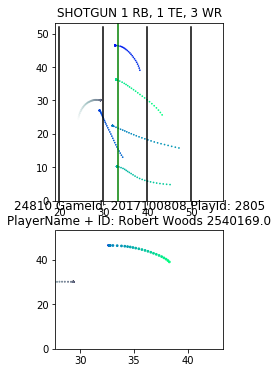 SHOTGUN 1 RB, 1 TE, 3 WR
50
40
30
20
10
0
20 30 40 50
24810 GameId: 2017100808 PlayId: 2805
PlayerName + ID: Robert Woods 2540169.0
40
20
0
30 35 40